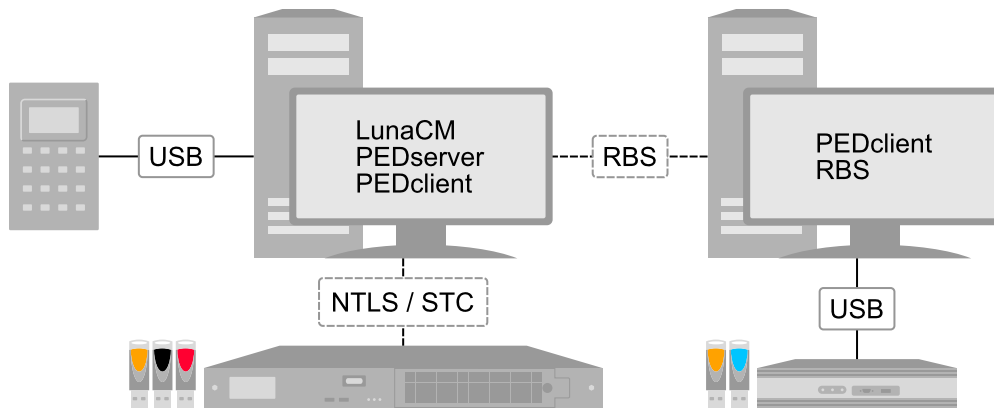 USB
LunaCM
PEDserver
PEDclient
RBS
PEDclient
RBS
NTLS / STC
USB